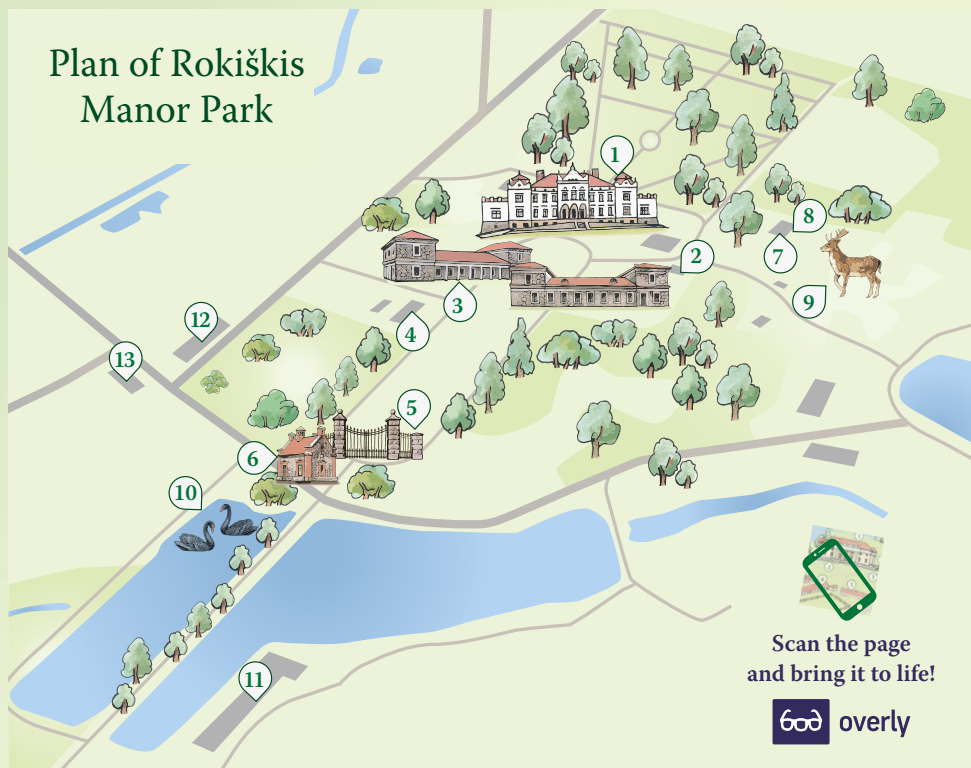 Plan of Rokiškis
Manor Park
1
2
3
4
5
6
7
8
9
10
11
12
13
Scan the page
and bring it to life!
overly